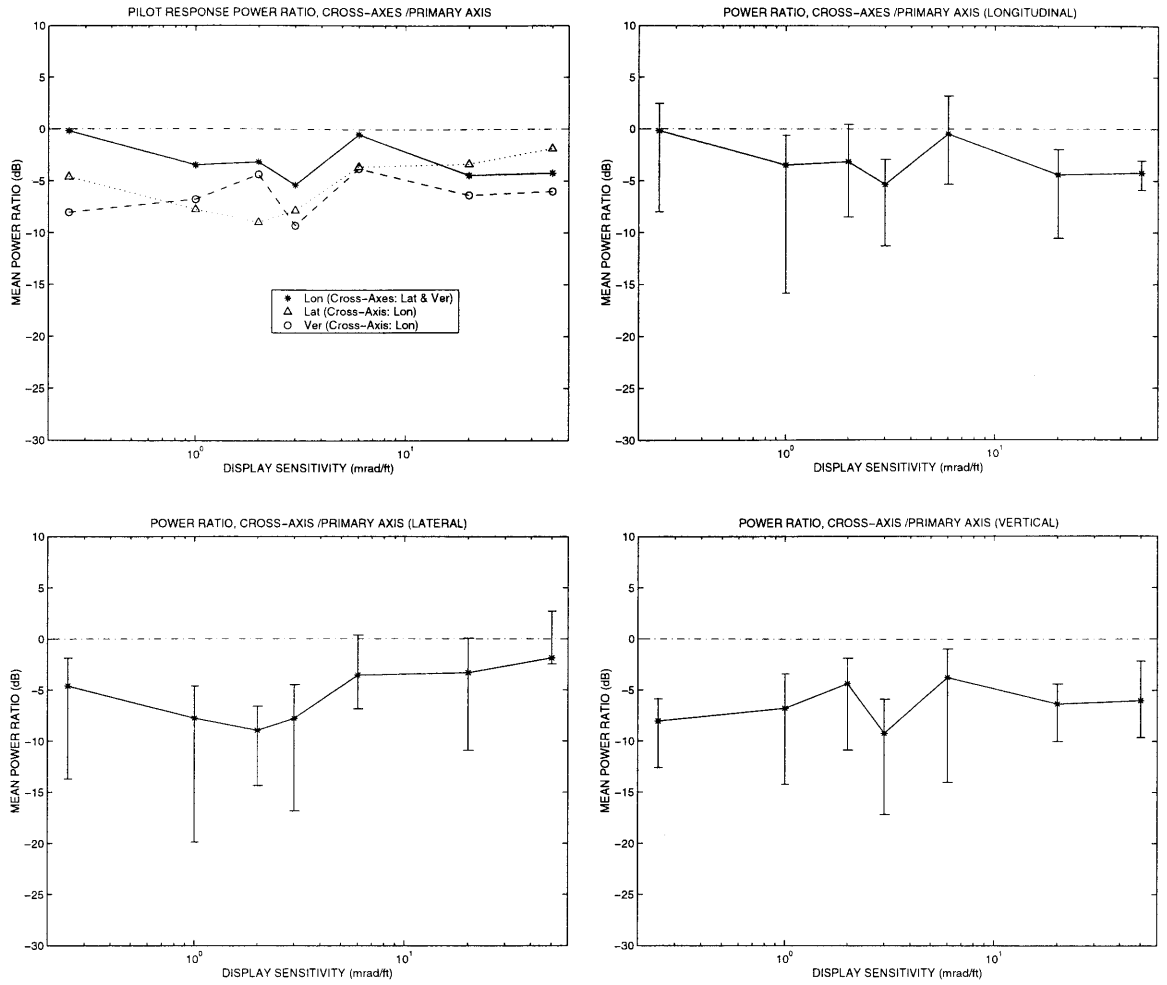 PILOT RESPONSE POWER RATIO, CROSS-AXES /PRIMARY AXIS
10
5
0
-5
-10
-15
-20
-25
-30
MEAN POWER RATIO (dB)
* Lon (Cross-Axes: Lat & Ver)
△ Lat (Cross-Axis: Lon)
○ Ver (Cross-Axis: Lon)
10⁰ 10¹
DISPLAY SENSITIVITY (mrad/ft)
POWER RATIO, CROSS-AXES /PRIMARY AXIS (LONGITUDINAL)
10
5
0
-5
-10
-15
-20
-25
-30
MEAN POWER RATIO (dB)
10⁰ 10¹
DISPLAY SENSITIVITY (mrad/ft)
POWER RATIO, CROSS-AXIS /PRIMARY AXIS (LATERAL)
10
5
0
-5
-10
-15
-20
-25
-30
MEAN POWER RATIO (dB)
10⁰ 10¹
DISPLAY SENSITIVITY (mrad/ft)
POWER RATIO, CROSS-AXIS /PRIMARY AXIS (VERTICAL)
10
5
0
-5
-10
-15
-20
-25
-30
MEAN POWER RATIO (dB)
10⁰ 10¹
DISPLAY SENSITIVITY (mrad/ft)